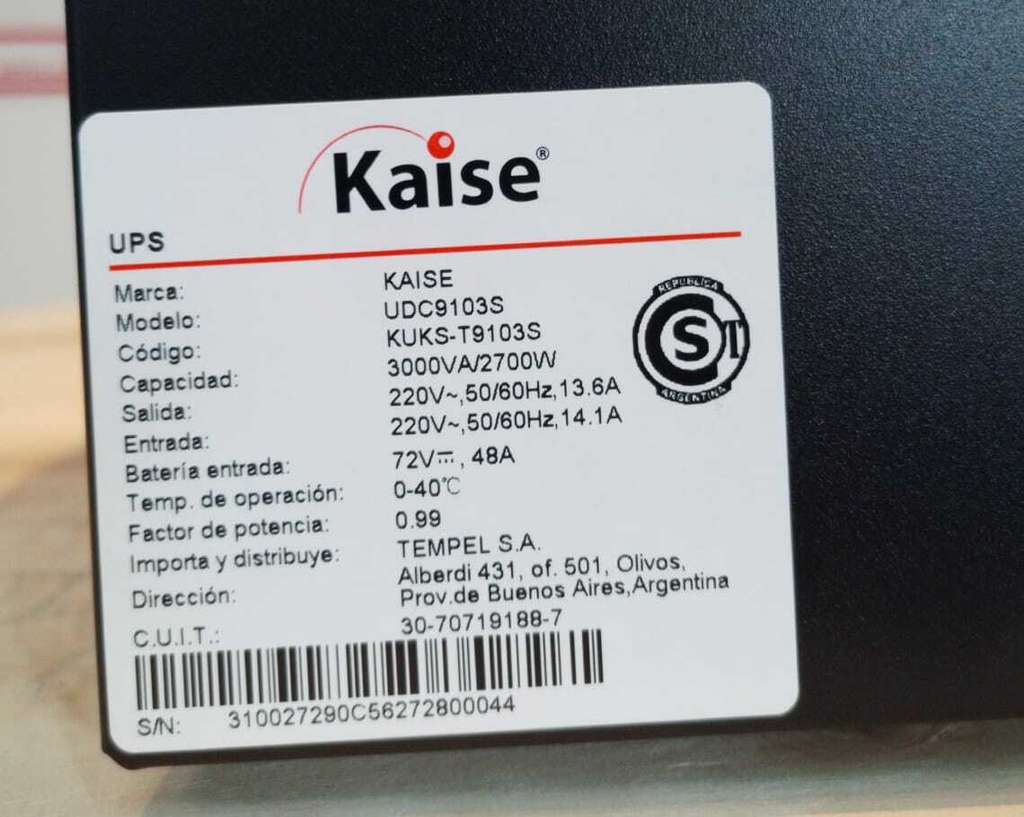 Kaise®
UPS
Marca: KAISE
Modelo: UDC9103S
Código: KUKS-T9103S
Capacidad: 3000VA/2700W
Salida: 220V~,50/60Hz,13.6A
Entrada: 220V~,50/60Hz,14.1A
Batería entrada: 72V⎓, 48A
Temp. de operación: 0-40℃
Factor de potencia: 0.99
Importa y distribuye: TEMPEL S.A.
Dirección: Alberdi 431, of. 501, Olivos,
Prov.de Buenos Aires,Argentina
C.U.I.T.: 30-70719188-7
S/N: 310027290C56272800044
REPUBLICA
S T
ARGENTINA